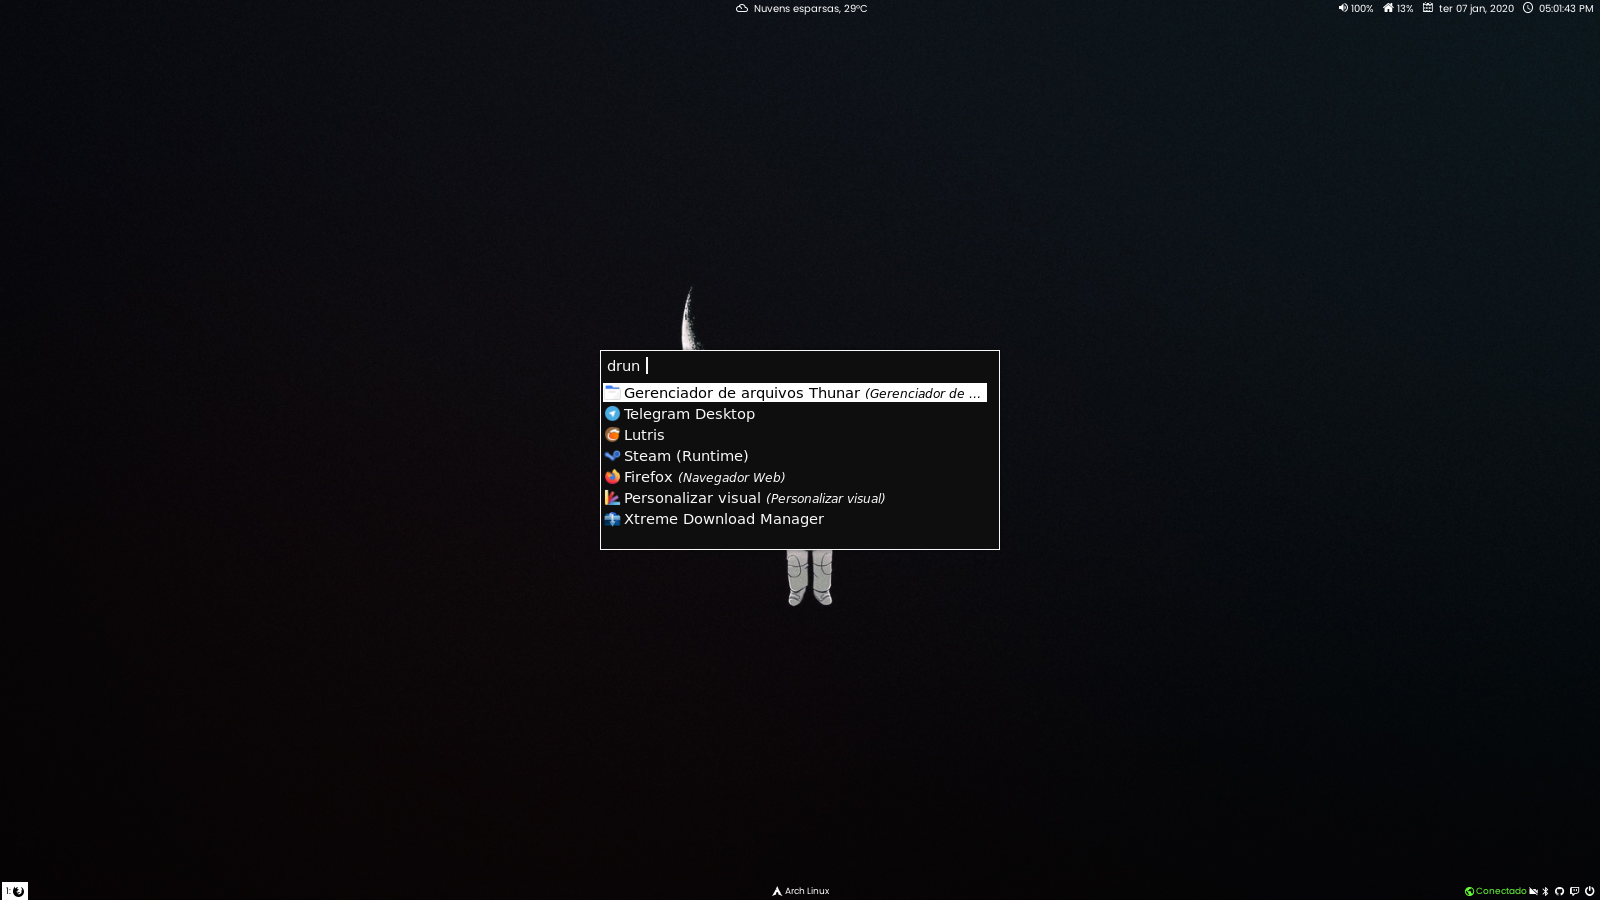 Nuvens esparsas, 29ºC
100% 13% ter 07 jan, 2020 05:01:43 PM
drun
Gerenciador de arquivos Thunar (Gerenciador de ...
Telegram Desktop
Lutris
Steam (Runtime)
Firefox (Navegador Web)
Personalizar visual (Personalizar visual)
Xtreme Download Manager
1:
Arch Linux
Conectado